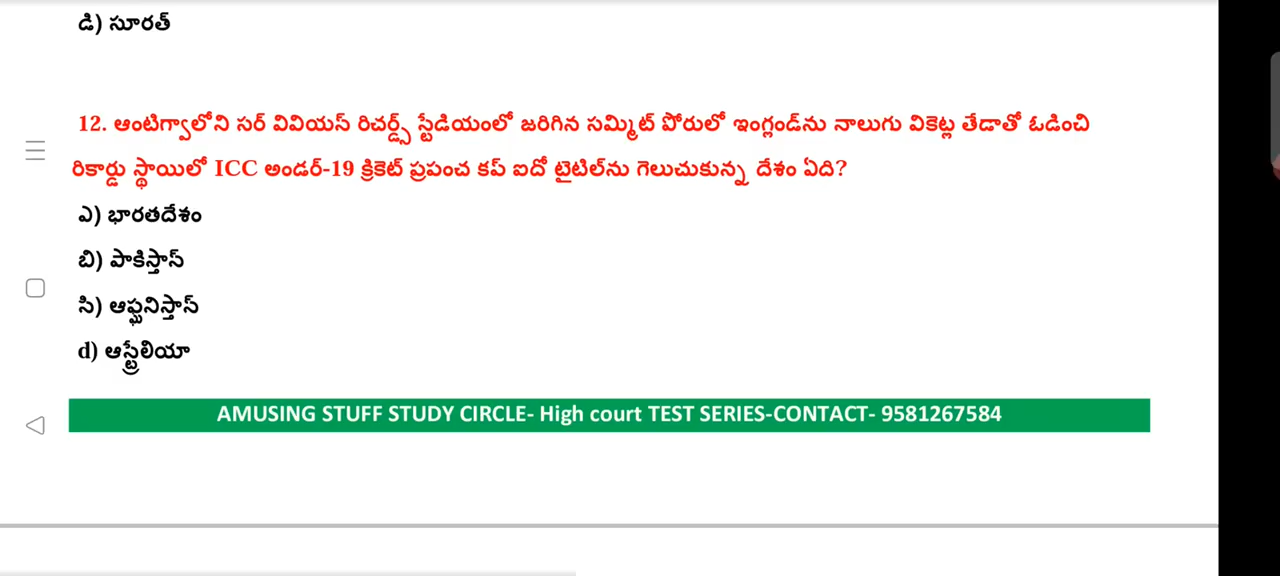 డి) సూరత్
12. ఆంటిగ్వాలోని సర్ వివియస్ రిచర్డ్స్ స్టేడియంలో జరిగిన సమ్మిట్ పోరులో ఇంగ్లండ్‌ను నాలుగు వికెట్ల తేడాతో ఓడించి
రికార్డు స్థాయిలో ICC అండర్-19 క్రికెట్ ప్రపంచ కప్ ఐదో టైటిల్‌ను గెలుచుకున్న దేశం ఏది?
ఎ) భారతదేశం
బి) పాకిస్తాస్
సి) ఆఫ్ఘనిస్తాస్
d) ఆస్ట్రేలియా
AMUSING STUFF STUDY CIRCLE- High court TEST SERIES-CONTACT- 9581267584